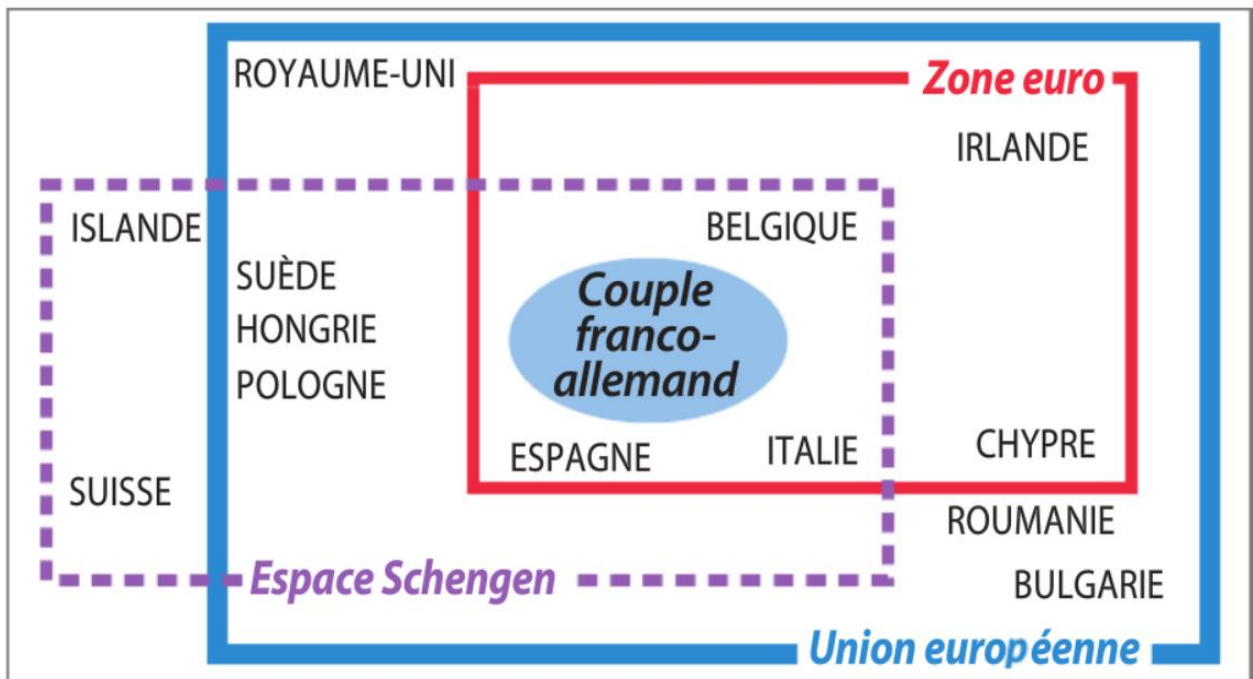 ROYAUME-UNI
Zone euro
IRLANDE
ISLANDE
BELGIQUE
SUÈDE
HONGRIE
POLOGNE
Couple
franco-
allemand
ESPAGNE
ITALIE
CHYPRE
SUISSE
ROUMANIE
Espace Schengen
BULGARIE
Union européenne